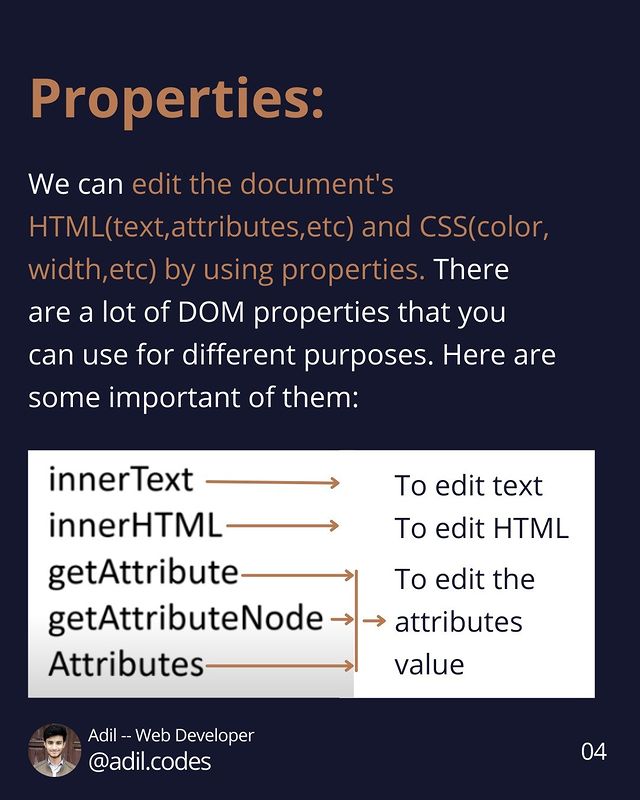 Properties:
We can edit the document's
HTML(text,attributes,etc) and CSS(color,
width,etc) by using properties. There
are a lot of DOM properties that you
can use for different purposes. Here are
some important of them:
innerText To edit text
innerHTML To edit HTML
getAttribute To edit the
getAttributeNode attributes
Attributes value
Adil -- Web Developer
@adil.codes
04